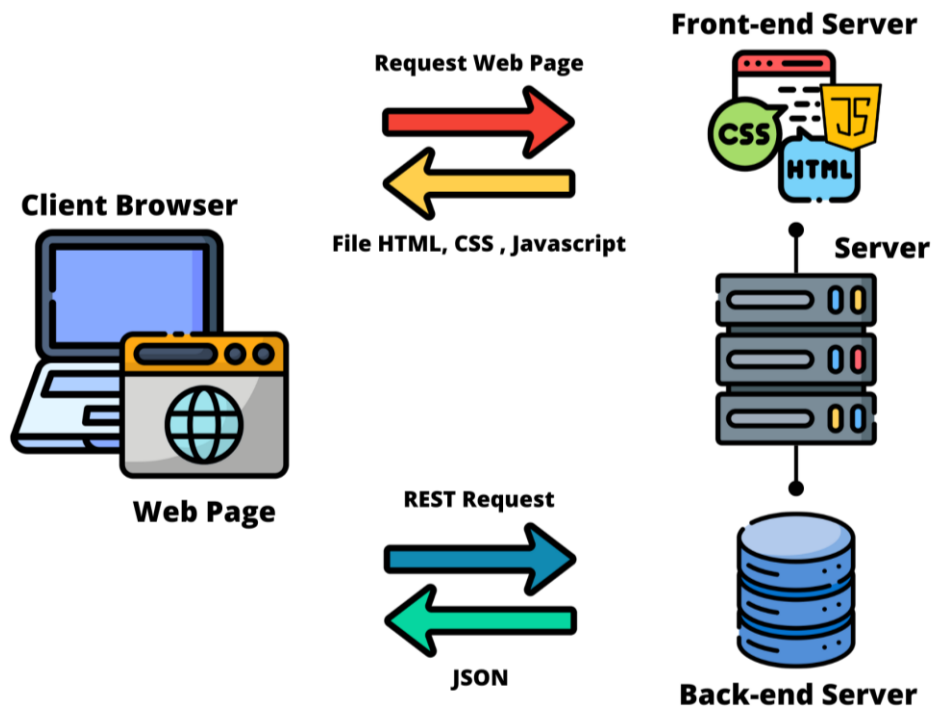 Front-end Server
Request Web Page
CSS
JS
HTML
Client Browser
File HTML, CSS , Javascript
Server
Web Page
REST Request
JSON
Back-end Server